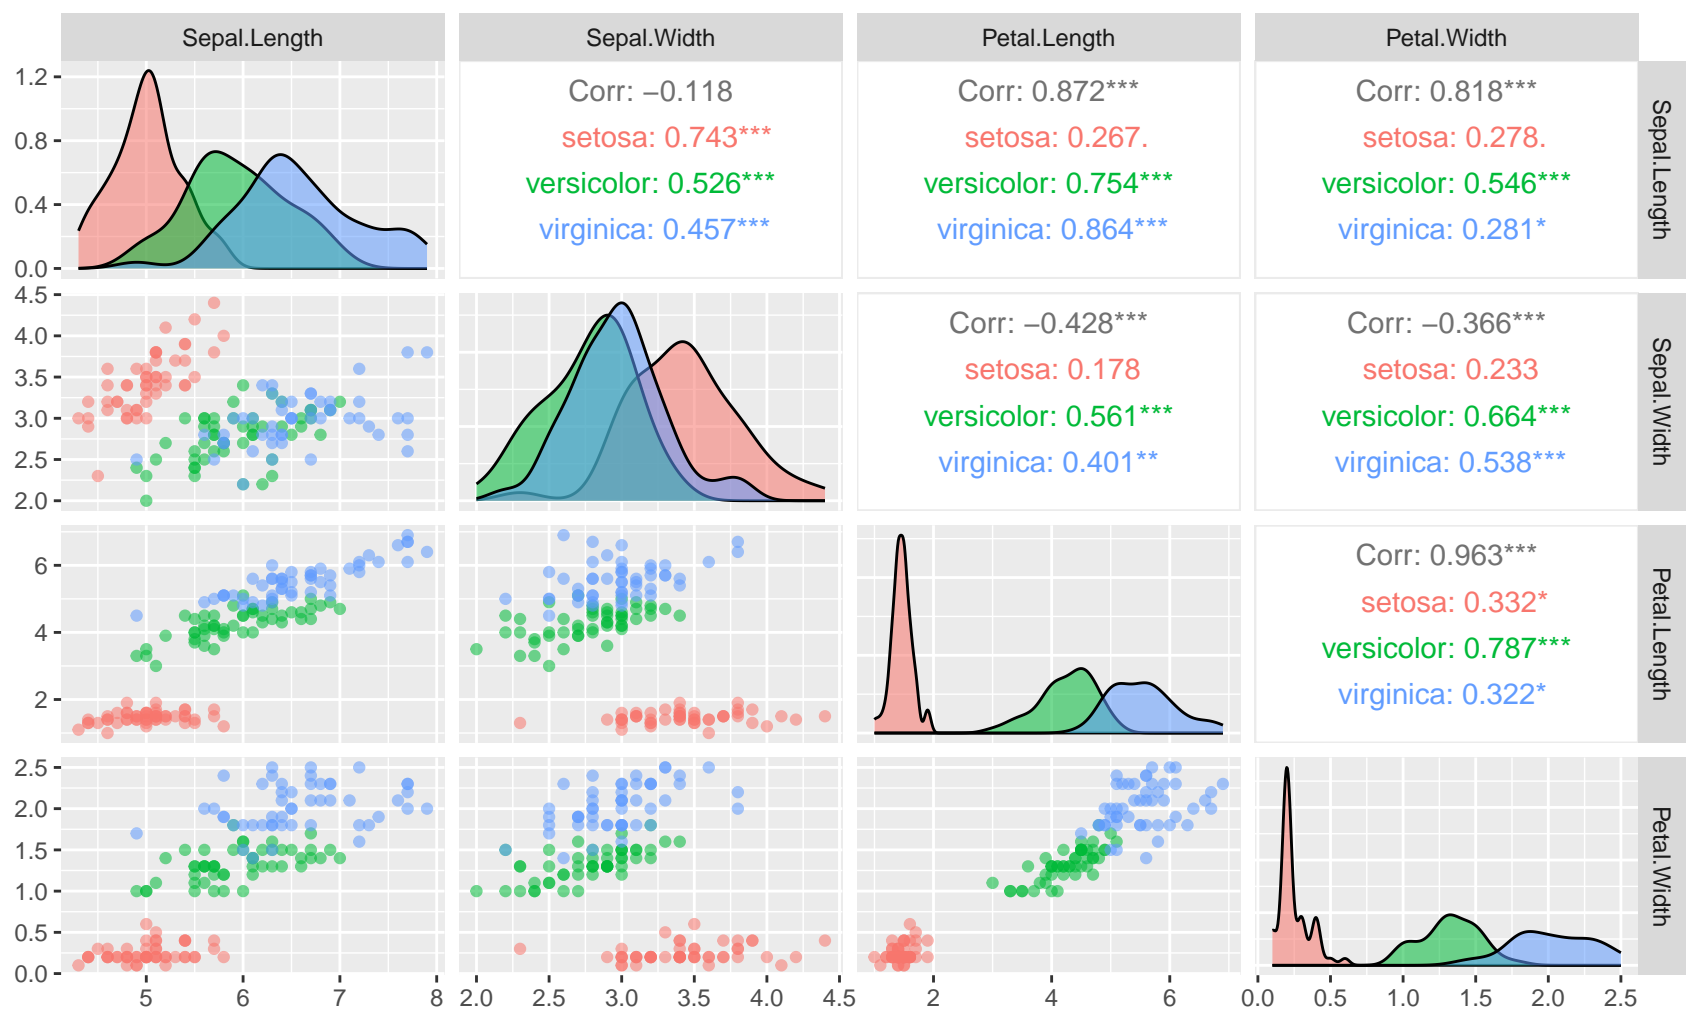 Sepal.Length
Sepal.Width
Petal.Length
Petal.Width
1.2
0.8
0.4
0.0
Corr: −0.118
setosa: 0.743***
versicolor: 0.526***
virginica: 0.457***
Corr: 0.872***
setosa: 0.267.
versicolor: 0.754***
virginica: 0.864***
Corr: 0.818***
setosa: 0.278.
versicolor: 0.546***
virginica: 0.281*
Sepal.Length
4.5
4.0
3.5
3.0
2.5
2.0
Corr: −0.428***
setosa: 0.178
versicolor: 0.561***
virginica: 0.401**
Corr: −0.366***
setosa: 0.233
versicolor: 0.664***
virginica: 0.538***
Sepal.Width
6
4
2
Corr: 0.963***
setosa: 0.332*
versicolor: 0.787***
virginica: 0.322*
Petal.Length
2.5
2.0
1.5
1.0
0.5
0.0
Petal.Width
5 6 7 8
2.0 2.5 3.0 3.5 4.0 4.5
2 4 6
0.0 0.5 1.0 1.5 2.0 2.5